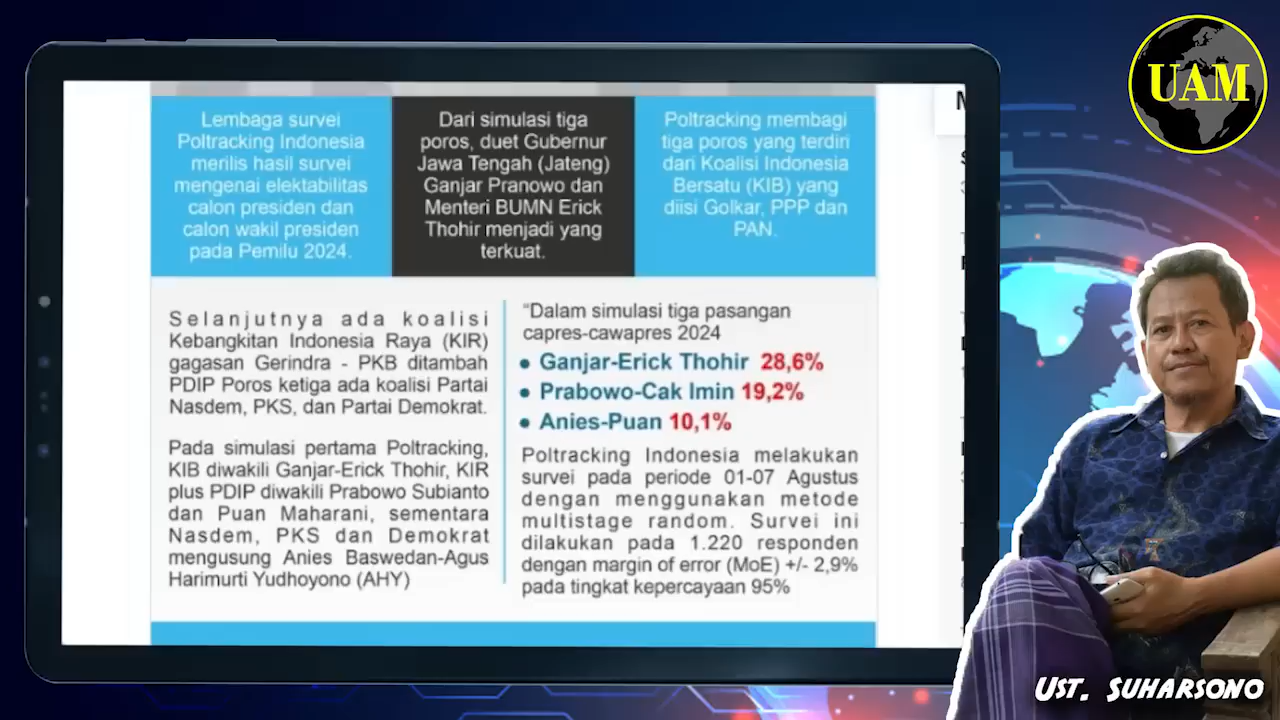 UAM
Lembaga survei
Poltracking Indonesia
merilis hasil survei
mengenai elektabilitas
calon presiden dan
calon wakil presiden
pada Pemilu 2024.
Dari simulasi tiga
poros, duet Gubernur
Jawa Tengah (Jateng)
Ganjar Pranowo dan
Menteri BUMN Erick
Thohir menjadi yang
terkuat.
Poltracking membagi
tiga poros yang terdiri
dari Koalisi Indonesia
Bersatu (KIB) yang
diisi Golkar, PPP dan
PAN.
Selanjutnya ada koalisi
Kebangkitan Indonesia Raya (KIR)
gagasan Gerindra - PKB ditambah
PDIP Poros ketiga ada koalisi Partai
Nasdem, PKS, dan Partai Demokrat.
Pada simulasi pertama Poltracking,
KIB diwakili Ganjar-Erick Thohir, KIR
plus PDIP diwakili Prabowo Subianto
dan Puan Maharani, sementara
Nasdem, PKS dan Demokrat
mengusung Anies Baswedan-Agus
Harimurti Yudhoyono (AHY)
“Dalam simulasi tiga pasangan
capres-cawapres 2024
• Ganjar-Erick Thohir 28,6%
• Prabowo-Cak Imin 19,2%
• Anies-Puan 10,1%
Poltracking Indonesia melakukan
survei pada periode 01-07 Agustus
dengan menggunakan metode
multistage random. Survei ini
dilakukan pada 1.220 responden
dengan margin of error (MoE) +/- 2,9%
pada tingkat kepercayaan 95%
Ust. Suharsono